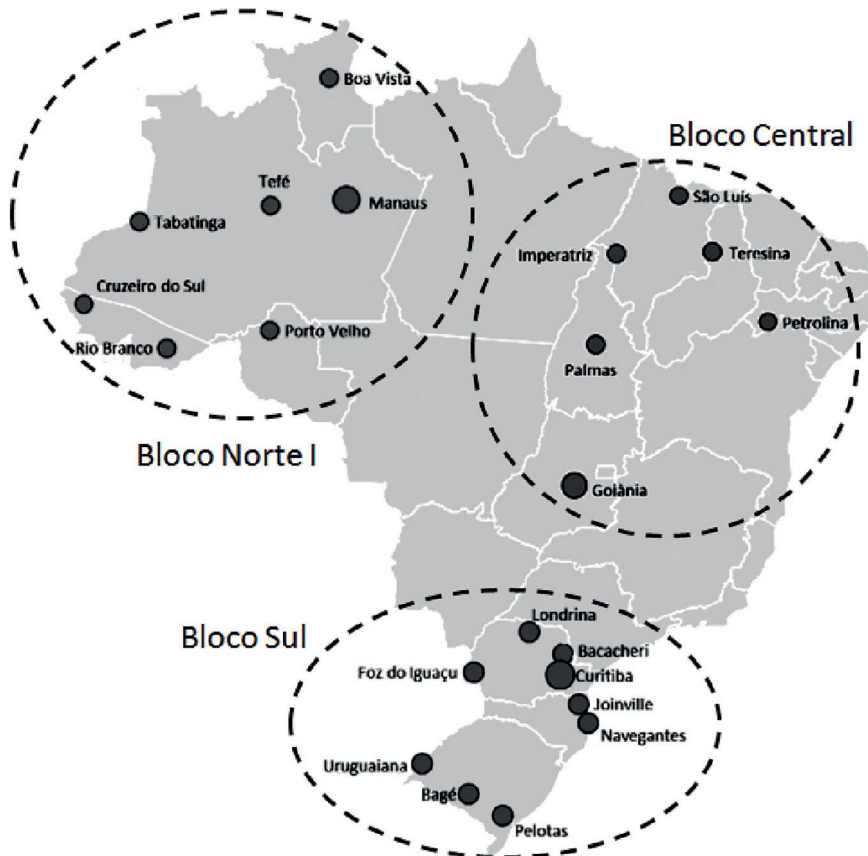 Boa Vista
Bloco Central
Tefé
Manaus
São Luís
Tabatinga
Imperatriz
Teresina
Cruzeiro do Sul
Petrolina
Porto Velho
Rio Branco
Palmas
Bloco Norte I
Goiânia
Londrina
Bloco Sul
Bacacheri
Foz do Iguaçu
Curitiba
Joinville
Navegantes
Uruguaiana
Bagé
Pelotas